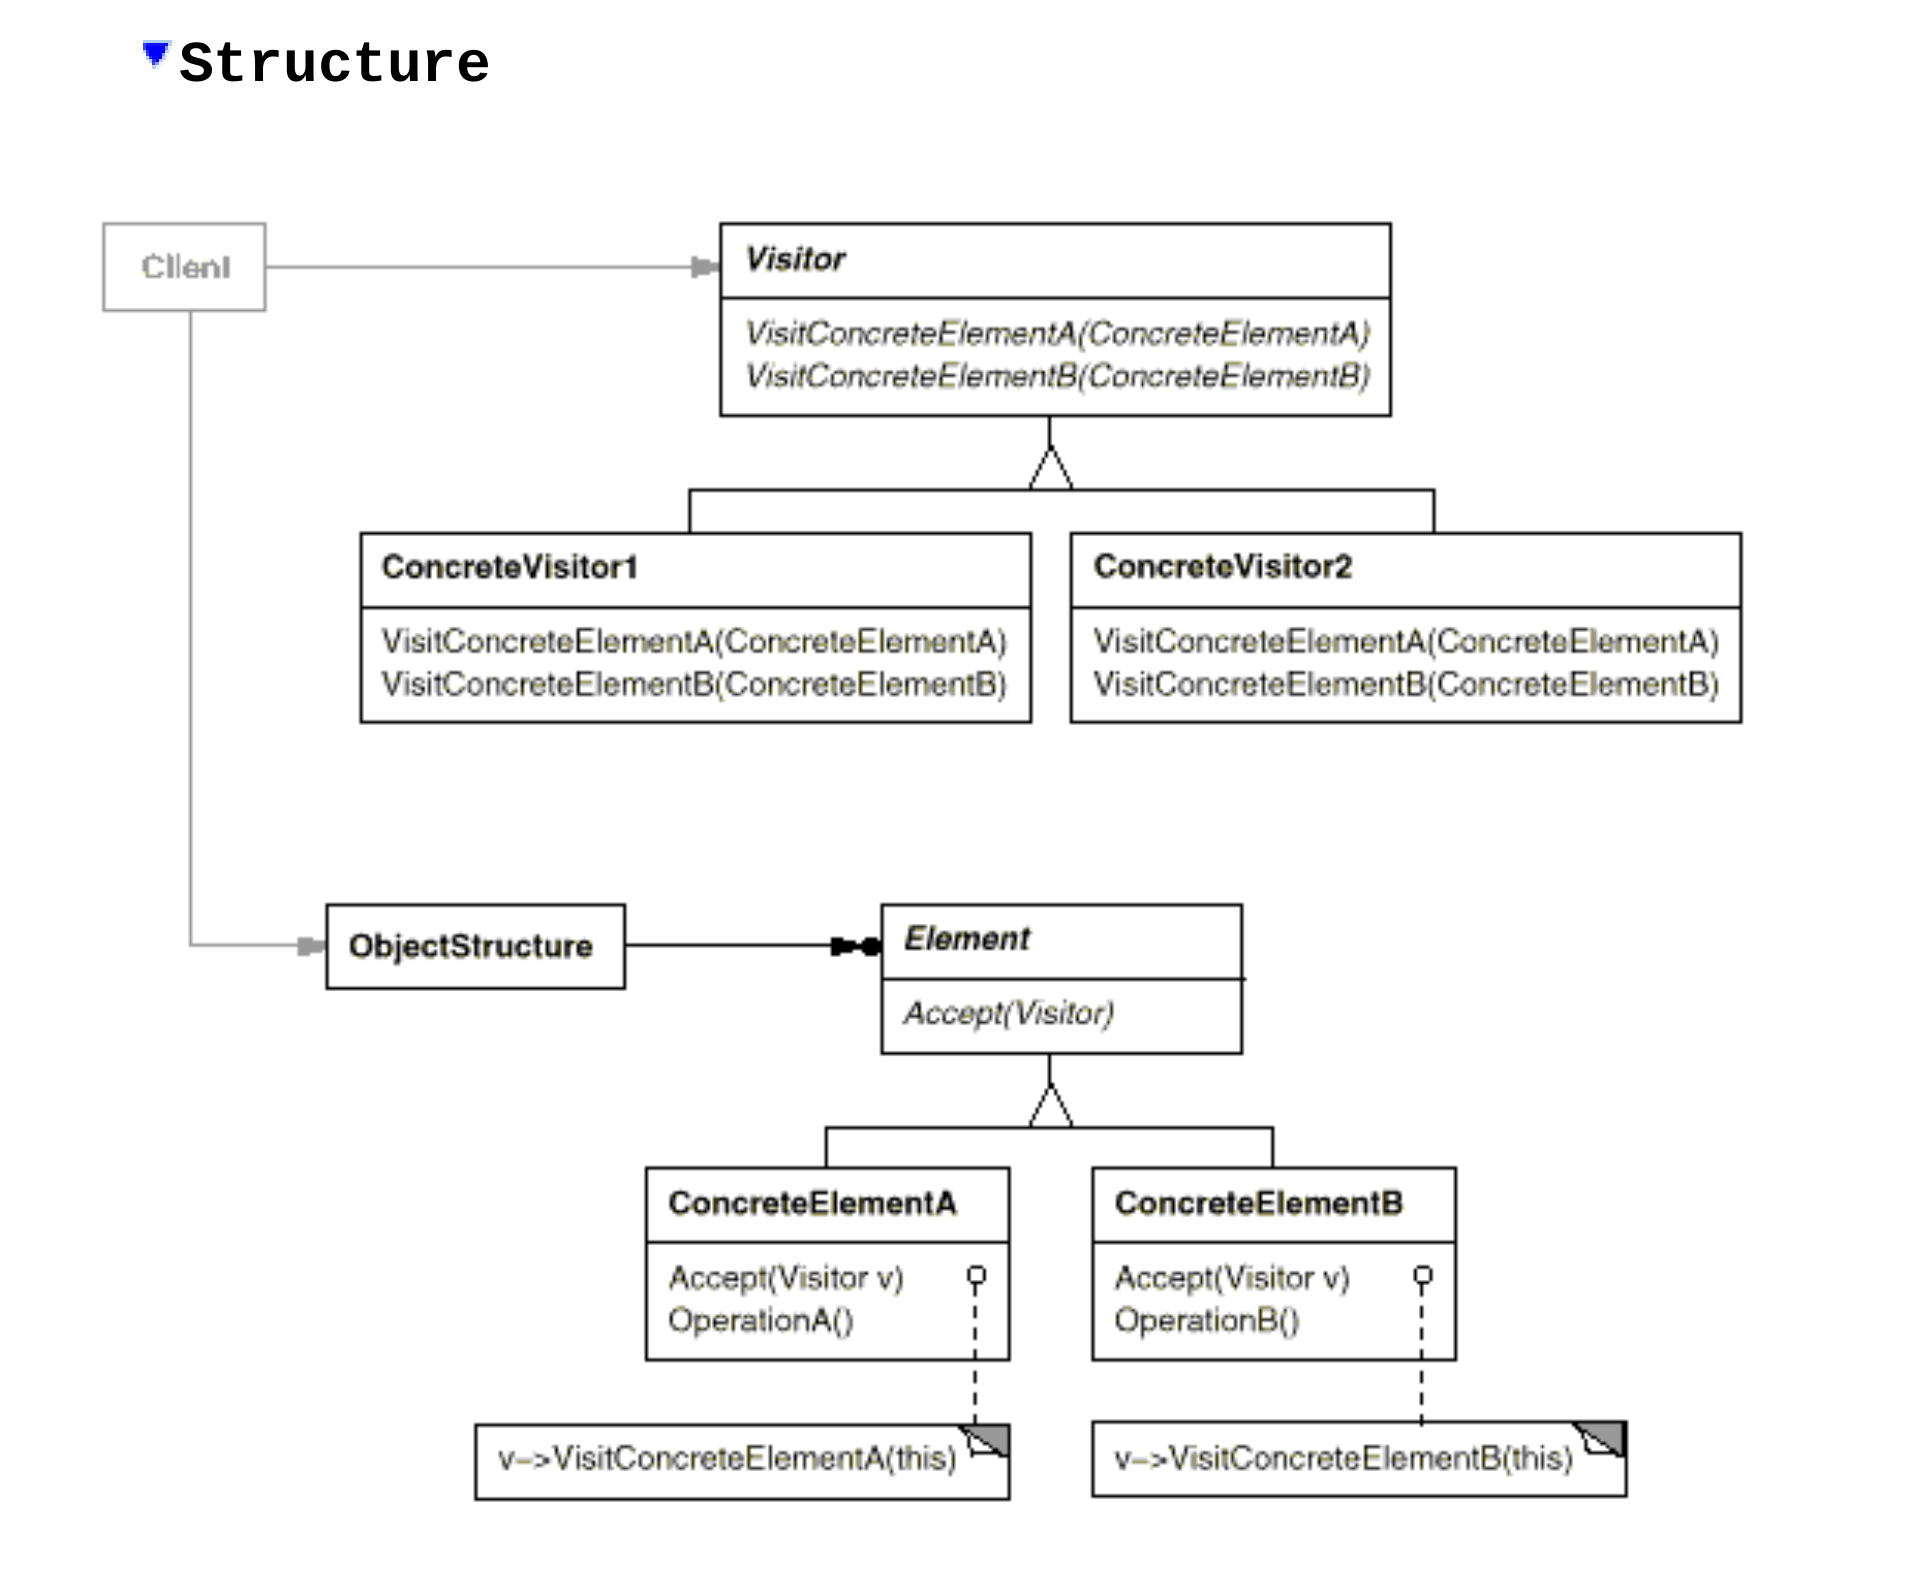 Structure
Client
Visitor
VisitConcreteElementA(ConcreteElementA)
VisitConcreteElementB(ConcreteElementB)
ConcreteVisitor1
VisitConcreteElementA(ConcreteElementA)
VisitConcreteElementB(ConcreteElementB)
ConcreteVisitor2
VisitConcreteElementA(ConcreteElementA)
VisitConcreteElementB(ConcreteElementB)
ObjectStructure
Element
Accept(Visitor)
ConcreteElementA
Accept(Visitor v)
OperationA()
ConcreteElementB
Accept(Visitor v)
OperationB()
v–>VisitConcreteElementA(this)
v–>VisitConcreteElementB(this)